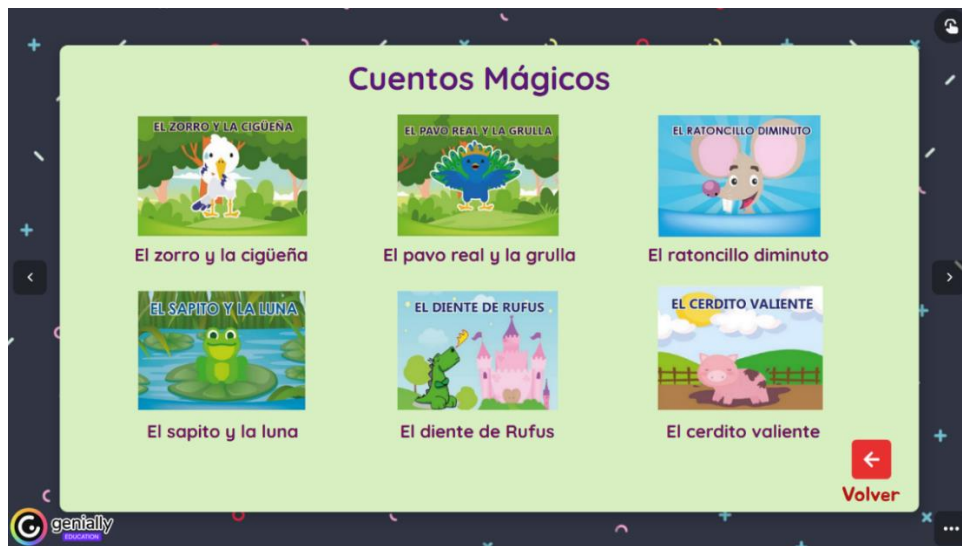 Cuentos Mágicos
EL ZORRO Y LA CIGÜEÑA
EL PAVO REAL Y LA GRULLA
EL RATONCILLO DIMINUTO
El zorro y la cigüeña
El pavo real y la grulla
El ratoncillo diminuto
EL SAPITO Y LA LUNA
EL DIENTE DE RUFUS
EL CERDITO VALIENTE
El sapito y la luna
El diente de Rufus
El cerdito valiente
Volver
genially
EDUCATION